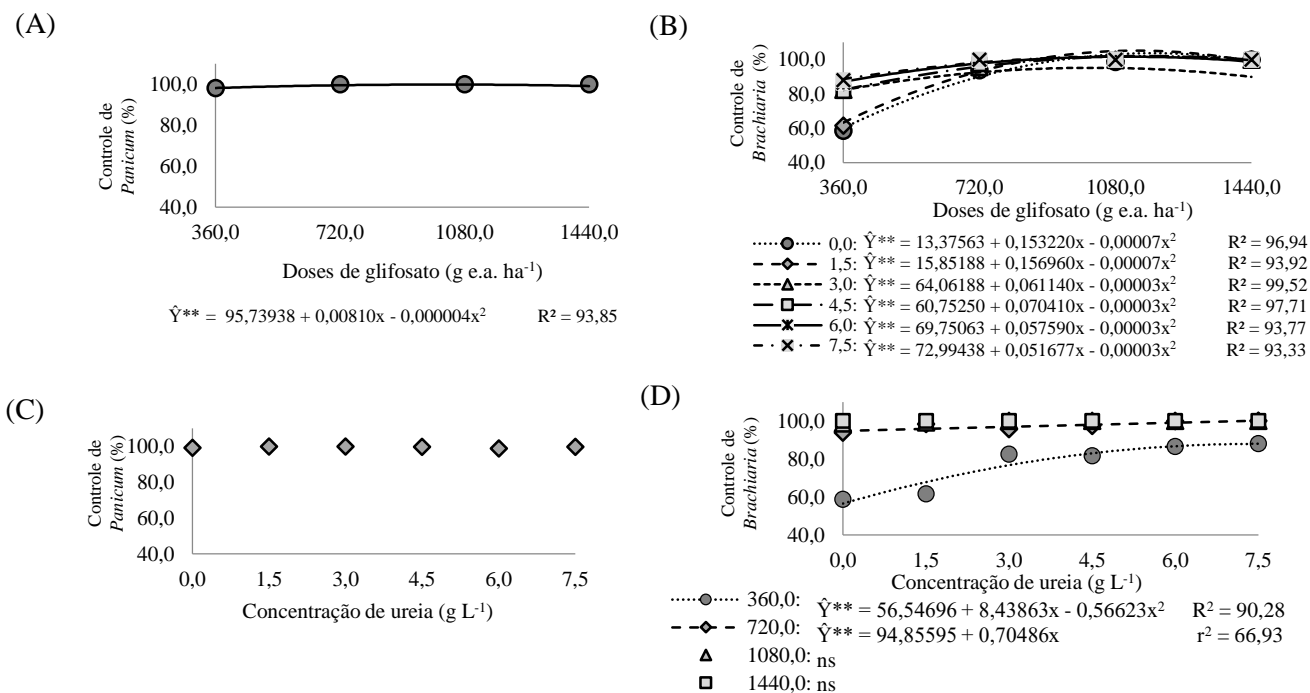 (A)
Controle de
Panicum (%)
100,0
80,0
60,0
40,0
360,0 720,0 1080,0 1440,0
Doses de glifosato (g e.a. ha-1)
Ŷ** = 95,73938 + 0,00810x - 0,000004x² R² = 93,85
(B)
Controle de
Brachiaria (%)
100,0
80,0
60,0
40,0
360,0 720,0 1080,0 1440,0
Doses de glifosato (g e.a. ha-1)
0,0: Ŷ** = 13,37563 + 0,153220x - 0,00007x² R² = 96,94
1,5: Ŷ** = 15,85188 + 0,156960x - 0,00007x² R² = 93,92
3,0: Ŷ** = 64,06188 + 0,061140x - 0,00003x² R² = 99,52
4,5: Ŷ** = 60,75250 + 0,070410x - 0,00003x² R² = 97,71
6,0: Ŷ** = 69,75063 + 0,057590x - 0,00003x² R² = 93,77
7,5: Ŷ** = 72,99438 + 0,051677x - 0,00003x² R² = 93,33
(C)
Controle de
Panicum (%)
100,0
80,0
60,0
40,0
0,0 1,5 3,0 4,5 6,0 7,5
Concentração de ureia (g L-1)
(D)
Controle de
Brachiaria (%)
100,0
80,0
60,0
40,0
0,0 1,5 3,0 4,5 6,0 7,5
Concentração de ureia (g L-1)
360,0: Ŷ** = 56,54696 + 8,43863x - 0,56623x² R² = 90,28
720,0: Ŷ** = 94,85595 + 0,70486x r² = 66,93
1080,0: ns
1440,0: ns